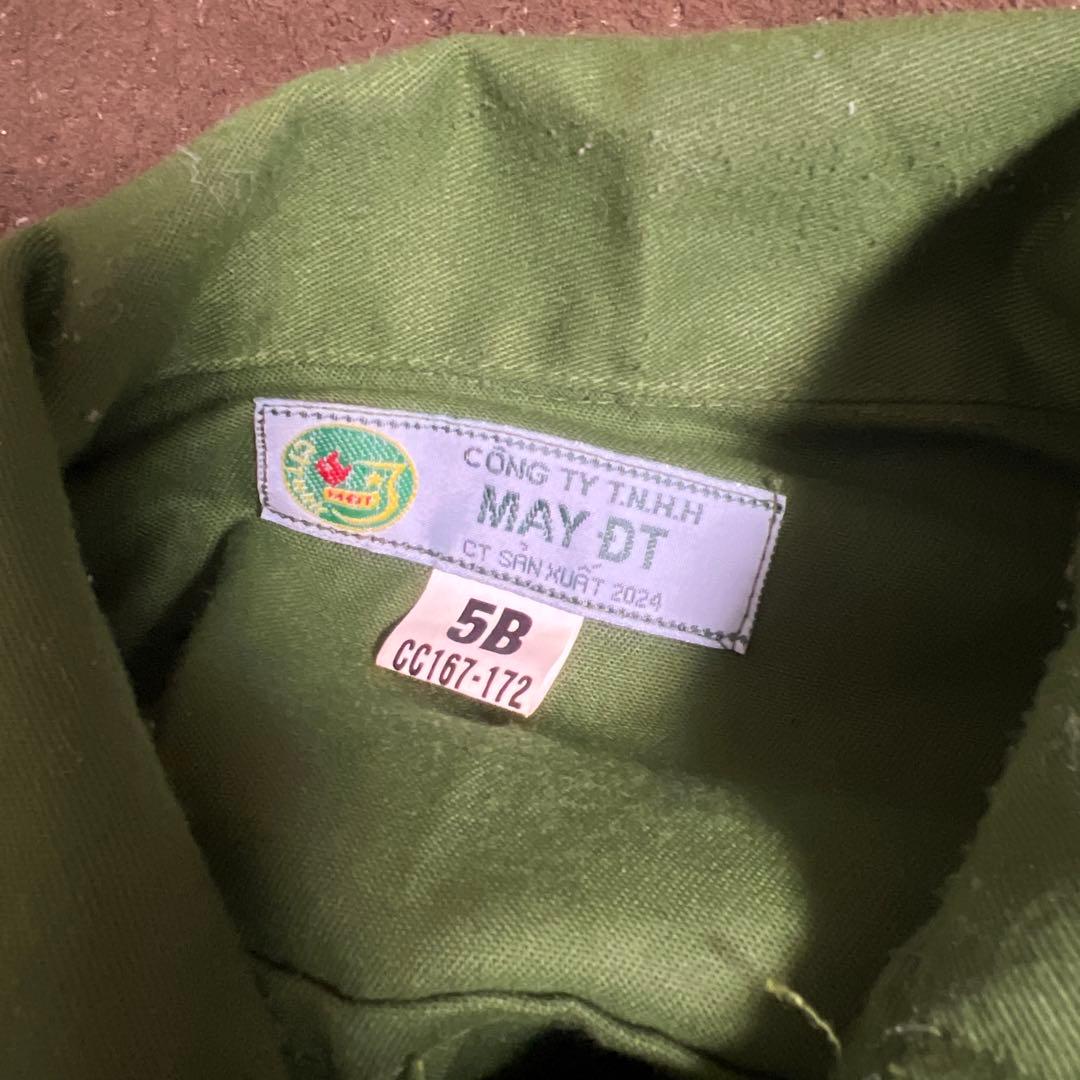 CÔNG TY T.N.H.H
MAY ĐT
CT SẢN XUẤT 2024
5B
CC167-172